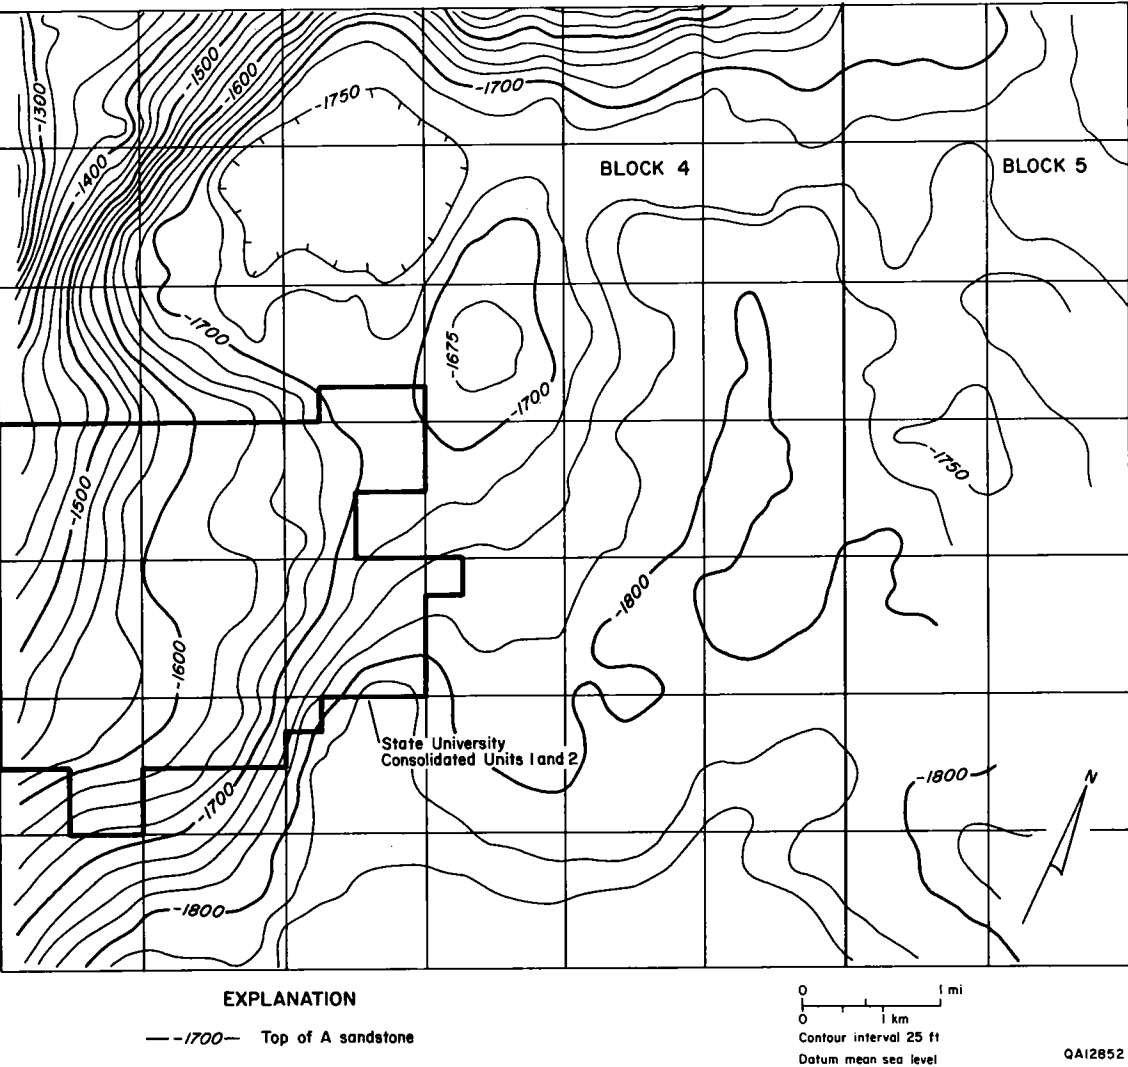 -1300
-1500
-1600
-1400
-1750
-1700
BLOCK 4
BLOCK 5
-1700
-1675
-1700
-1500
-1750
-1800
-1600
State University
Consolidated Units 1 and 2
-1700
-1800
-1800
N
EXPLANATION
-1700 Top of A sandstone
0 1 mi
0 1 km
Contour interval 25 ft
Datum mean sea level
QA12852